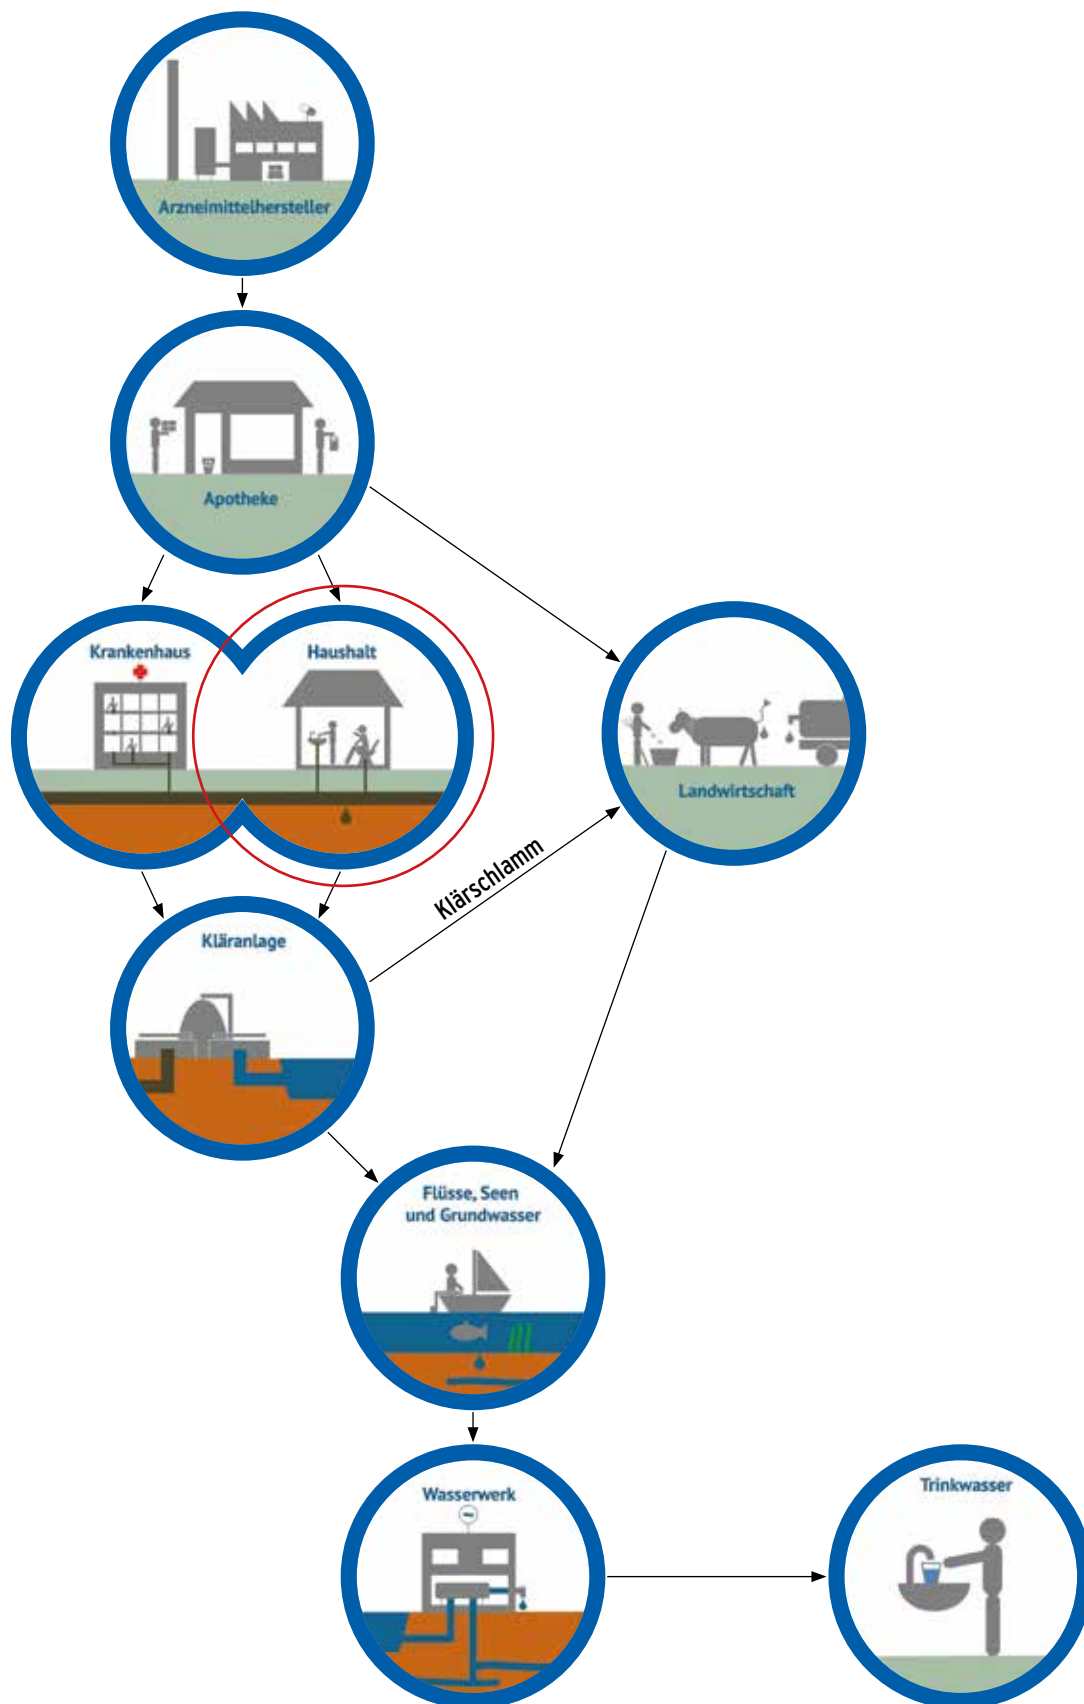 Arzneimittelhersteller
Apotheke
Krankenhaus
Haushalt
Landwirtschaft
Klärschlamm
Kläranlage
Flüsse, Seen
und Grundwasser
Wasserwerk
Trinkwasser